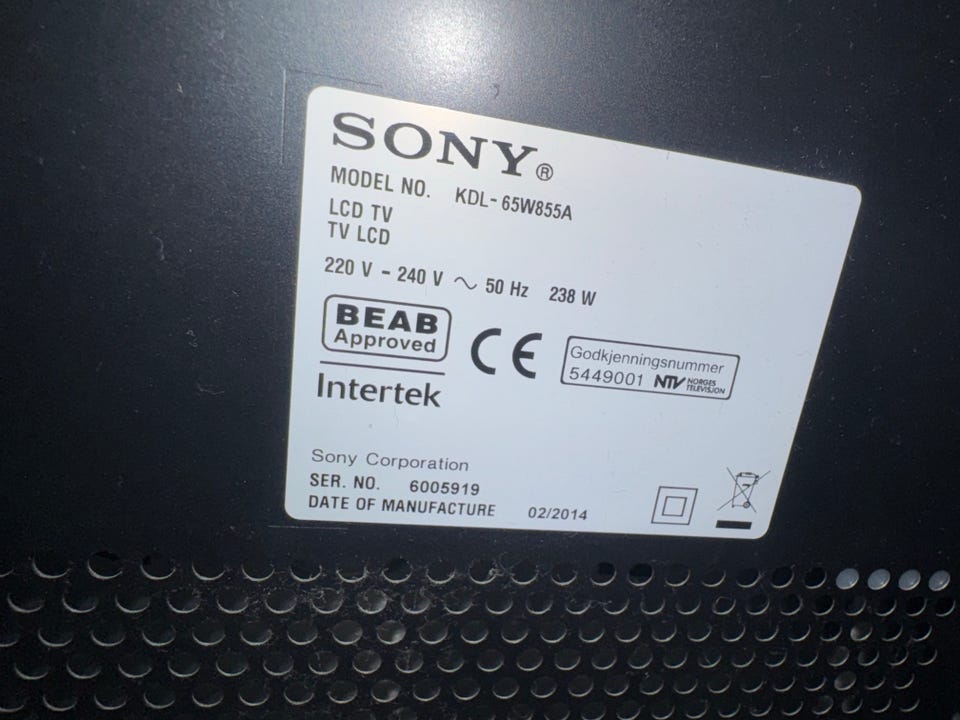 SONY®
MODEL NO. KDL-65W855A
LCD TV
TV LCD
220 V - 240 V ~ 50 Hz 238 W
BEAB
Approved
Intertek
CE
Godkjenningsnummer
5449001 NTV NORGES
TELEVISJON
Sony Corporation
SER. NO. 6005919
DATE OF MANUFACTURE 02/2014